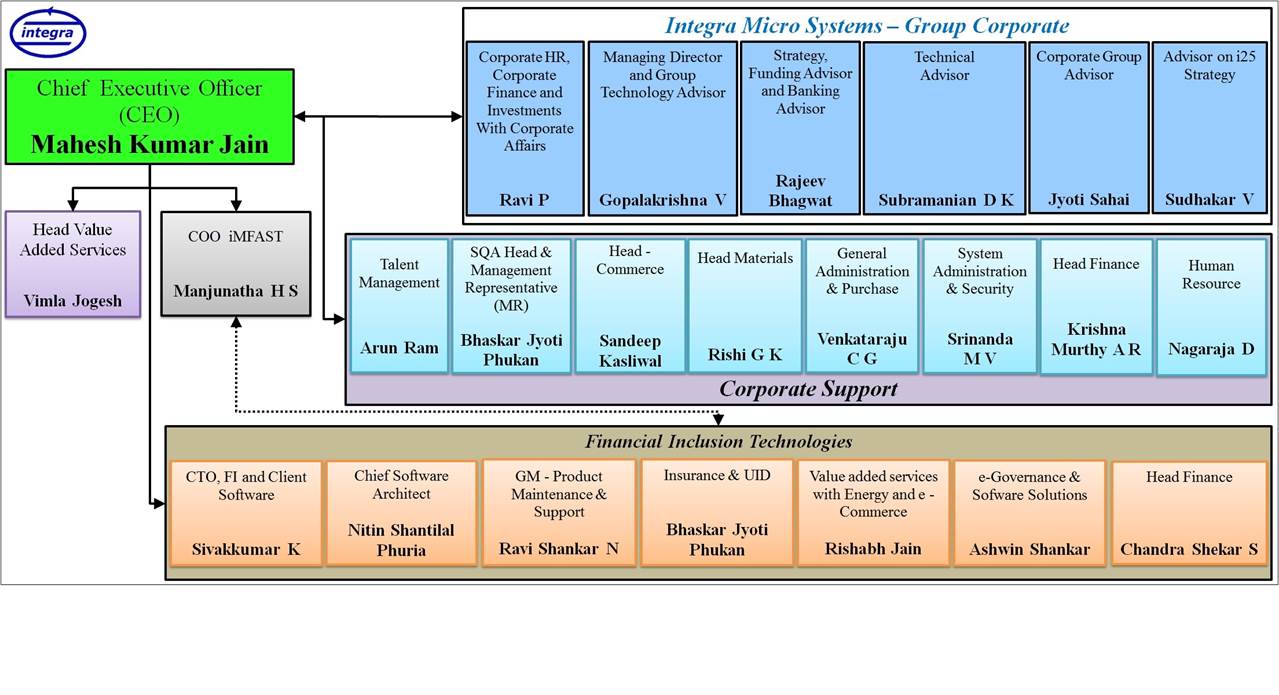 integra
Chief Executive Officer
(CEO)
Mahesh Kumar Jain
Integra Micro Systems – Group Corporate
Corporate HR,
Corporate
Finance and
Investments
With Corporate
Affairs
Ravi P
Managing Director
and Group
Technology Advisor
Gopalakrishna V
Strategy,
Funding Advisor
and Banking
Advisor
Rajeev
Bhagwat
Technical
Advisor
Subramanian D K
Corporate Group
Advisor
Jyoti Sahai
Advisor on i25
Strategy
Sudhakar V
Head Value
Added Services
Vimla Jogesh
COO iMFAST
Manjunatha H S
Talent
Management
Arun Ram
SQA Head &
Management
Representative
(MR)
Bhaskar Jyoti
Phukan
Head -
Commerce
Sandeep
Kasliwal
Head Materials
Rishi G K
General
Administration
& Purchase
Venkataraju
C G
System
Administration
& Security
Srinanda
M V
Head Finance
Krishna
Murthy A R
Human
Resource
Nagaraja D
Corporate Support
Financial Inclusion Technologies
CTO, FI and Client
Software
Sivakkumar K
Chief Software
Architect
Nitin Shantilal
Phuria
GM - Product
Maintenance &
Support
Ravi Shankar N
Insurance & UID
Bhaskar Jyoti
Phukan
Value added services
with Energy and e -
Commerce
Rishabh Jain
e-Governance &
Sofware Solutions
Ashwin Shankar
Head Finance
Chandra Shekar S